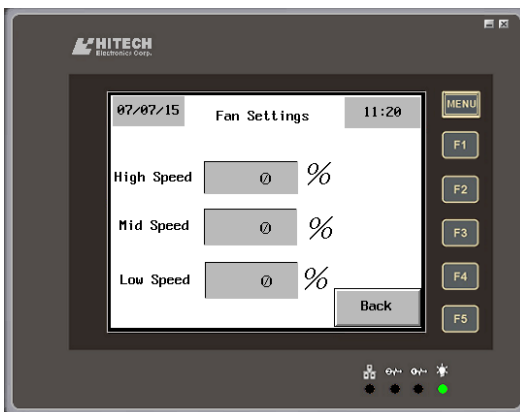 HITECH
Electronics Corp.
07/07/15 Fan Settings 11:20
MENU
F1
High Speed 0 %
F2
Mid Speed 0 %
F3
Low Speed 0 %
F4
Back
F5